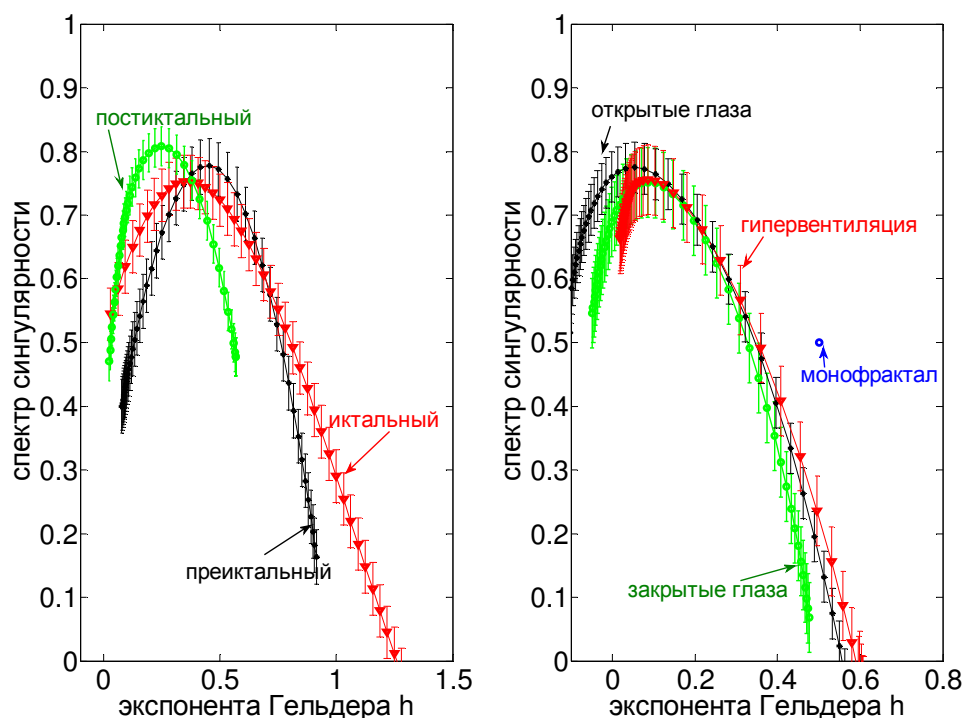 1
0.9
0.8
0.7
0.6
0.5
0.4
0.3
0.2
0.1
0
0
0.5
1
1.5
спектр сингулярности
экспонента Гельдера h
постиктальный
иктальный
преиктальный
1
0.9
0.8
0.7
0.6
0.5
0.4
0.3
0.2
0.1
0
0
0.2
0.4
0.6
0.8
спектр сингулярности
экспонента Гельдера h
открытые глаза
гипервентиляция
монофрактал
закрытые глаза